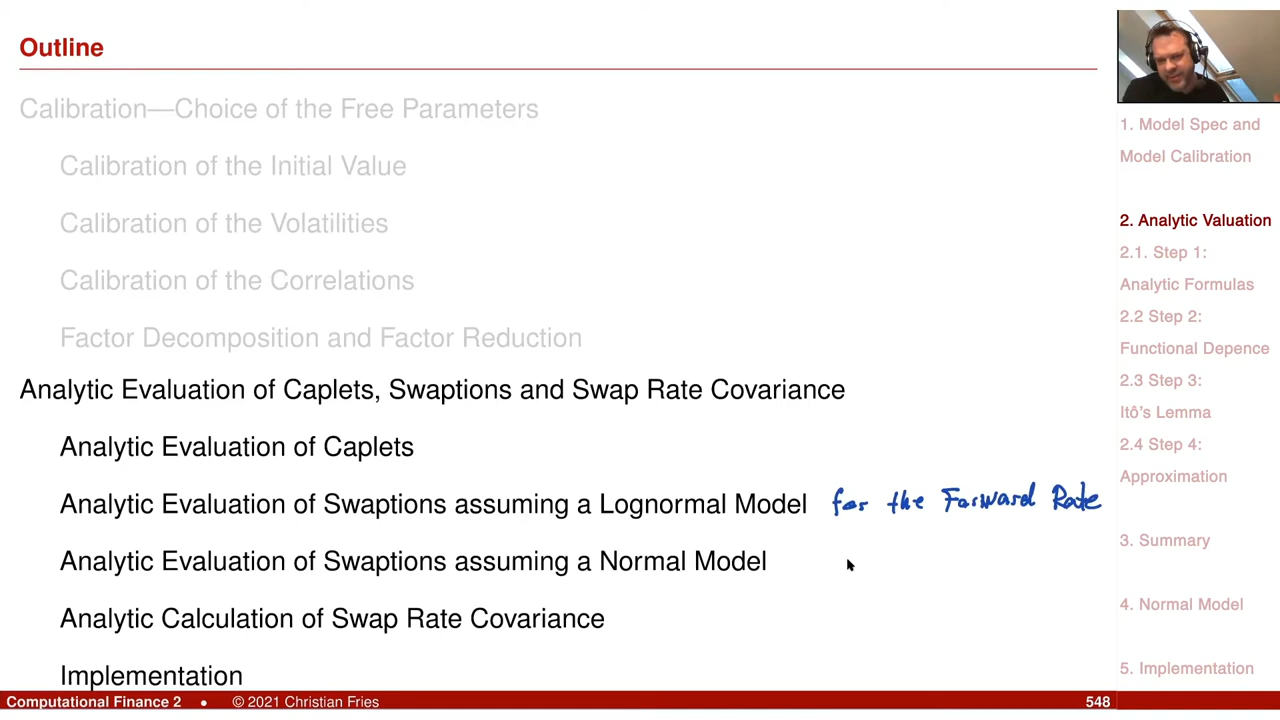 Outline
Calibration—Choice of the Free Parameters
Calibration of the Initial Value
Calibration of the Volatilities
Calibration of the Correlations
Factor Decomposition and Factor Reduction
Analytic Evaluation of Caplets, Swaptions and Swap Rate Covariance
Analytic Evaluation of Caplets
Analytic Evaluation of Swaptions assuming a Lognormal Model for the Forward Rate
Analytic Evaluation of Swaptions assuming a Normal Model
Analytic Calculation of Swap Rate Covariance
Implementation
1. Model Spec and
Model Calibration
2. Analytic Valuation
2.1. Step 1:
Analytic Formulas
2.2 Step 2:
Functional Depence
2.3 Step 3:
Itô's Lemma
2.4 Step 4:
Approximation
3. Summary
4. Normal Model
5. Implementation
Computational Finance 2 • © 2021 Christian Fries 548